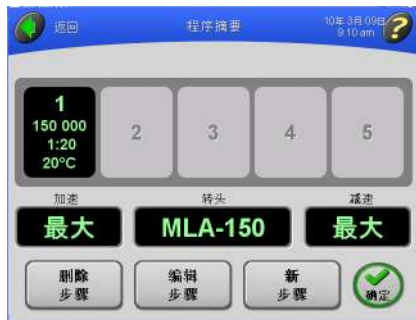 返回
程序摘要
10年 3月 09日
9:10 am
1
150 000
1:20
20°C
2
3
4
5
加速
转头
减速
最大
MLA-150
最大
删除
步骤
编辑
步骤
新
步骤
确定